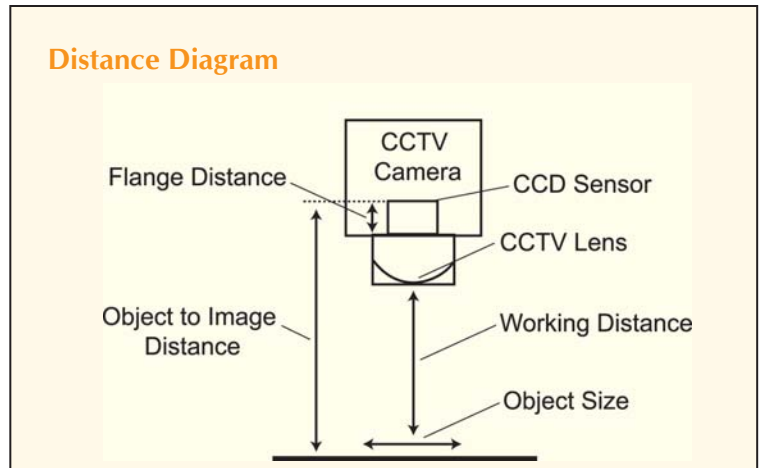 Distance Diagram
CCTV
Camera
Flange Distance
CCD Sensor
CCTV Lens
Object to Image
Distance
Working Distance
Object Size